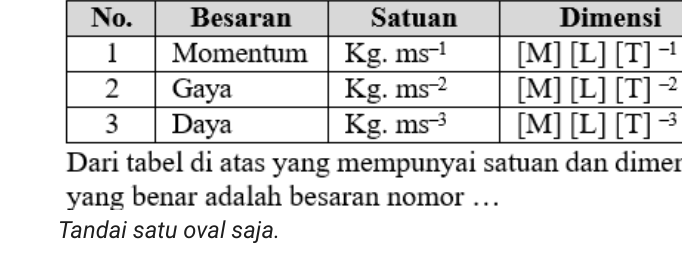 No. Besaran Satuan Dimensi
1 Momentum Kg. ms⁻¹ [M] [L] [T] ⁻¹
2 Gaya Kg. ms⁻² [M] [L] [T] ⁻²
3 Daya Kg. ms⁻³ [M] [L] [T] ⁻³
Dari tabel di atas yang mempunyai satuan dan
yang benar adalah besaran nomor …
Tandai satu oval saja.